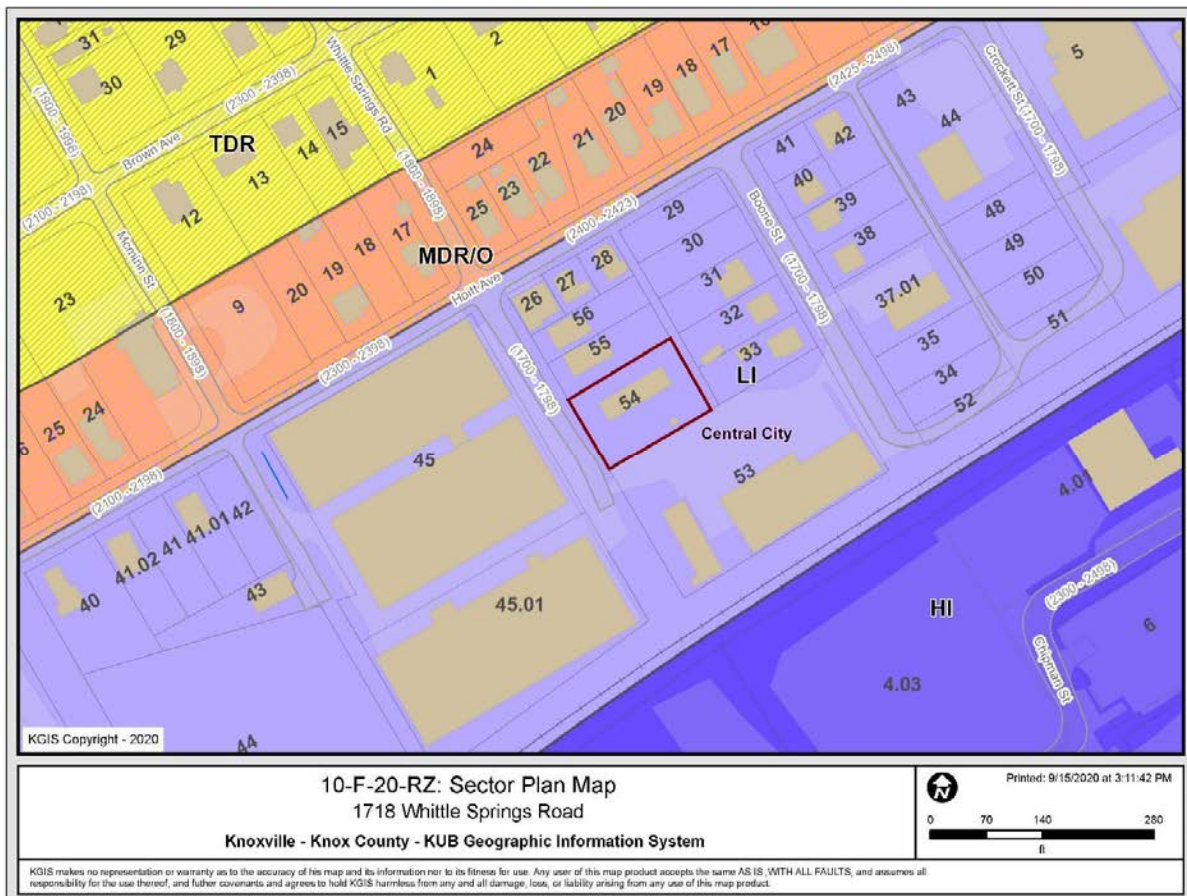 31
29
30
2
1
16
17
18
19
20
21
22
23
24
25
(1900 - 1996)
Brown Ave
(2300 - 2398)
Whittle Springs Rd
(1800 - 1898)
(2425 - 2498)
Crockett St
(1700 - 1798)
5
43
44
41
42
40
39
38
48
49
50
51
37.01
35
34
52
TDR
15
14
13
12
(2100 - 2198)
Mominn St
(1800 - 1898)
23
MDR/O
17
18
19
20
9
(2400 - 2423)
Hoitt Ave
(2300 - 2398)
Boone St
(1700 - 1798)
29
30
31
32
33
28
27
26
56
55
54
(1700 - 1798)
LI
Central City
53
25
24
6
(2100 - 2198)
45
40
41.02
41
41.01
42
43
45.01
44
4.01
HI
4.03
(2300 - 2498)
Chipman St
6
KGIS Copyright - 2020
10-F-20-RZ: Sector Plan Map
1718 Whittle Springs Road
Knoxville - Knox County - KUB Geographic Information System
N
Printed: 9/15/2020 at 3:11:42 PM
0 70 140 280
ft
KGIS makes no representation or warranty as to the accuracy of his map and its information nor to its fitness for use. Any user of this map product accepts the same AS IS ,WITH ALL FAULTS, and assumes all
responsibility for the use thereof, and futher covenants and agrees to hold KGIS harmless from any and all damage, loss, or liability arising from any use of this map product.